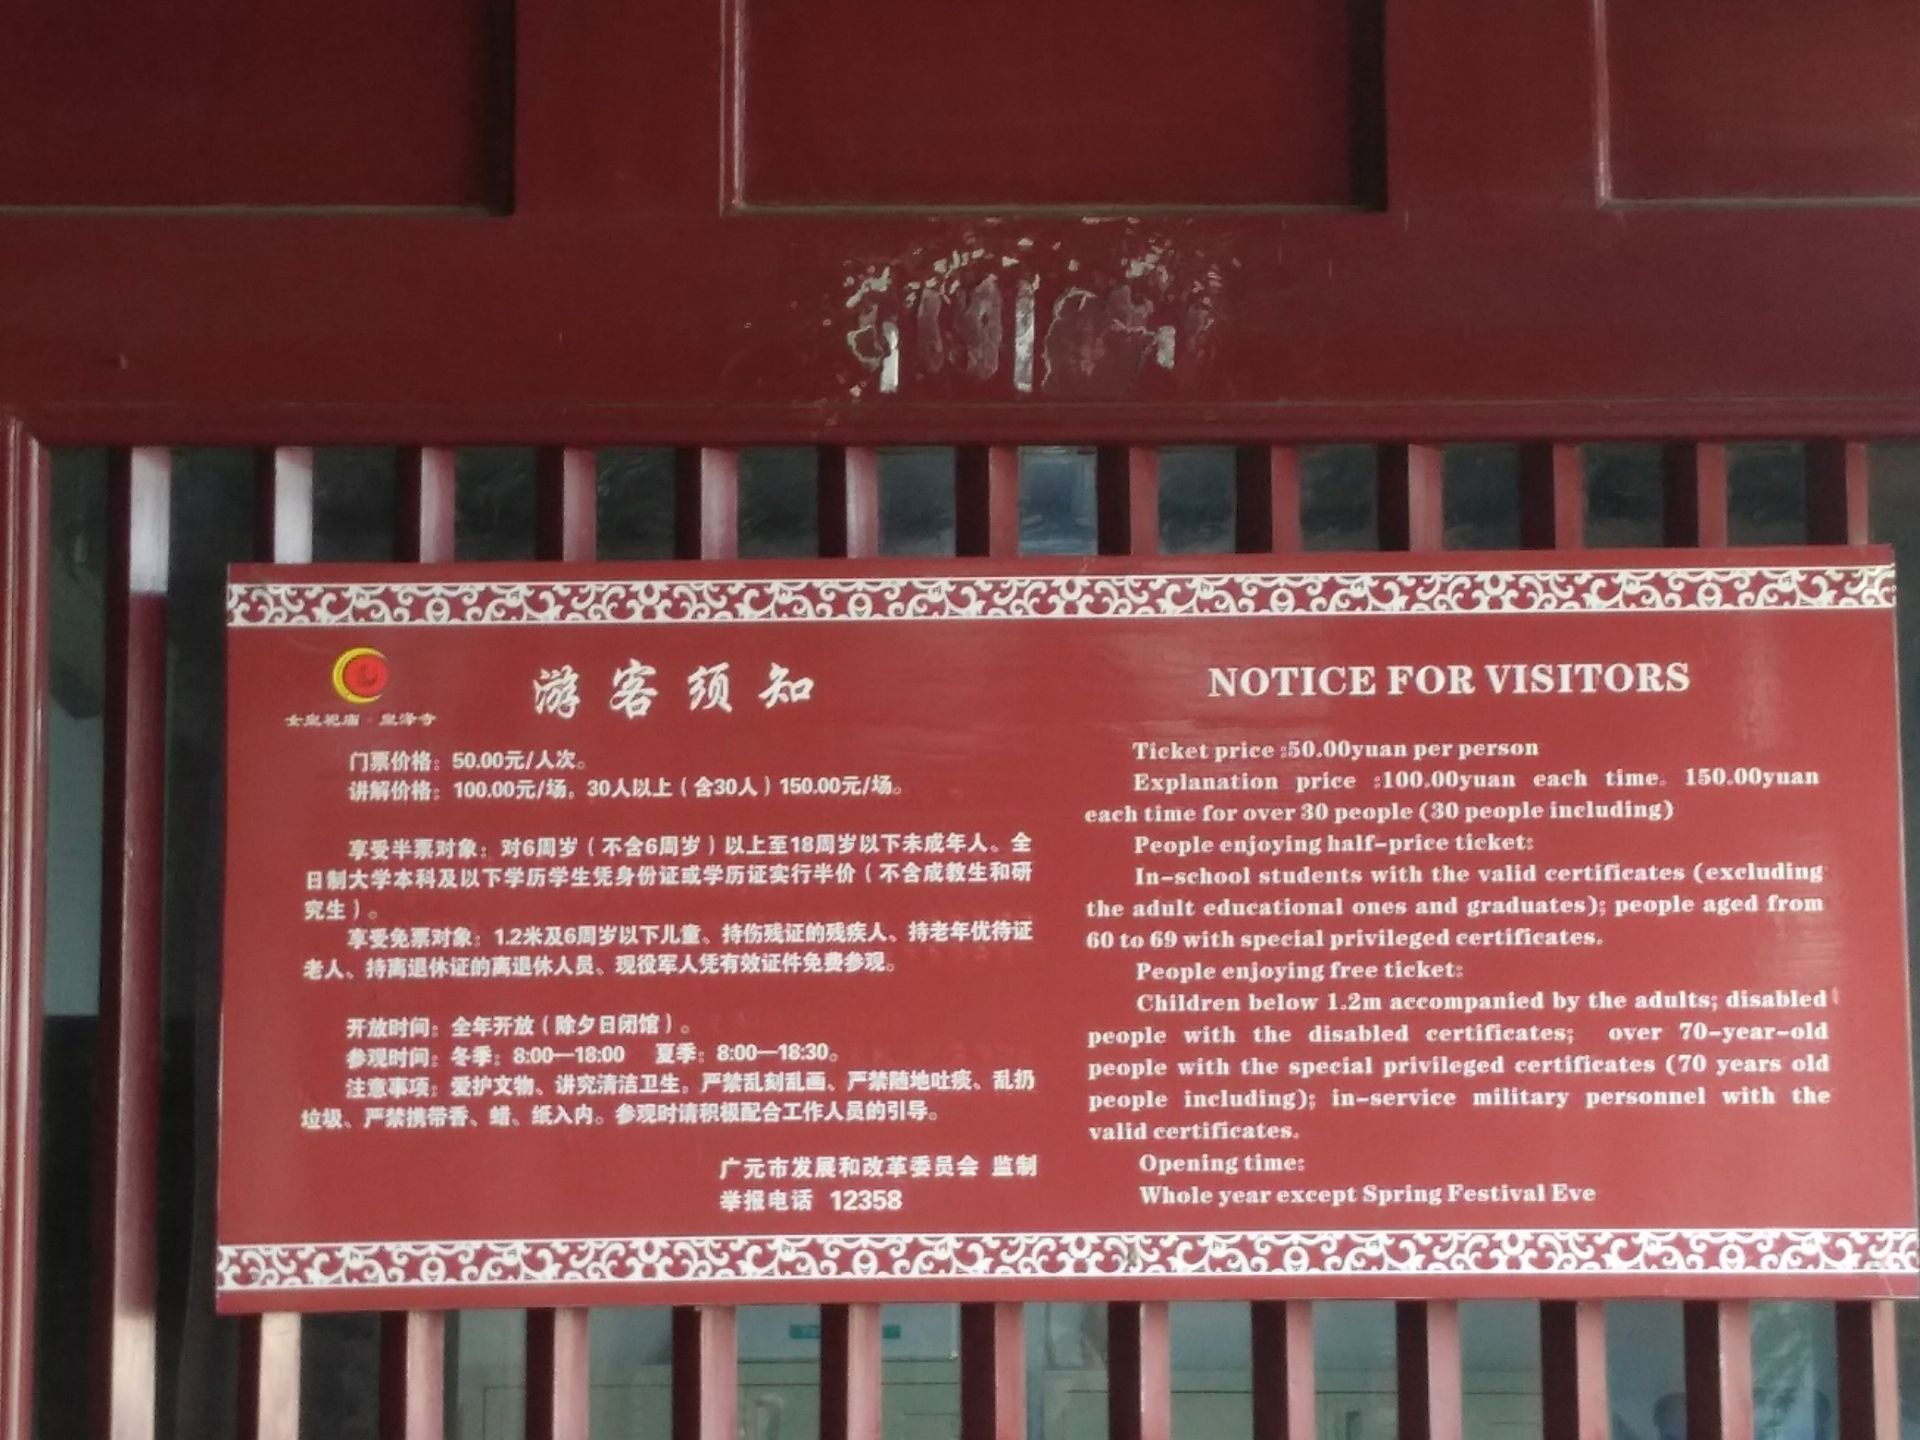 女皇祀庙·皇泽寺
游客须知
门票价格：50.00元/人次。
讲解价格：100.00元/场。30人以上（含30人）150.00元/场。
享受半票对象：对6周岁（不含6周岁）以上至18周岁以下未成年人、全
日制大学本科及以下学历学生凭身份证或学历证实行半价（不含成教生和研
究生）。
享受免票对象：1.2米及6周岁以下儿童、持伤残证的残疾人、持老年优待证
老人、持离退休证的离退休人员、现役军人凭有效证件免费参观。
开放时间：全年开放（除夕日闭馆）。
参观时间：冬季：8:00—18:00 夏季：8:00—18:30。
注意事项：爱护文物、讲究清洁卫生。严禁乱刻乱画、严禁随地吐痰、乱扔
垃圾、严禁携带香、蜡、纸入内。参观时请积极配合工作人员的引导。
广元市发展和改革委员会 监制
举报电话 12358
NOTICE FOR VISITORS
Ticket price :50.00yuan per person
Explanation price :100.00yuan each time。150.00yuan
each time for over 30 people (30 people including)
People enjoying half-price ticket:
In-school students with the valid certificates (excluding
the adult educational ones and graduates); people aged from
60 to 69 with special privileged certificates.
People enjoying free ticket:
Children below 1.2m accompanied by the adults; disabled
people with the disabled certificates; over 70-year-old
people with the special privileged certificates (70 years old
people including); in-service military personnel with the
valid certificates.
Opening time:
Whole year except Spring Festival Eve